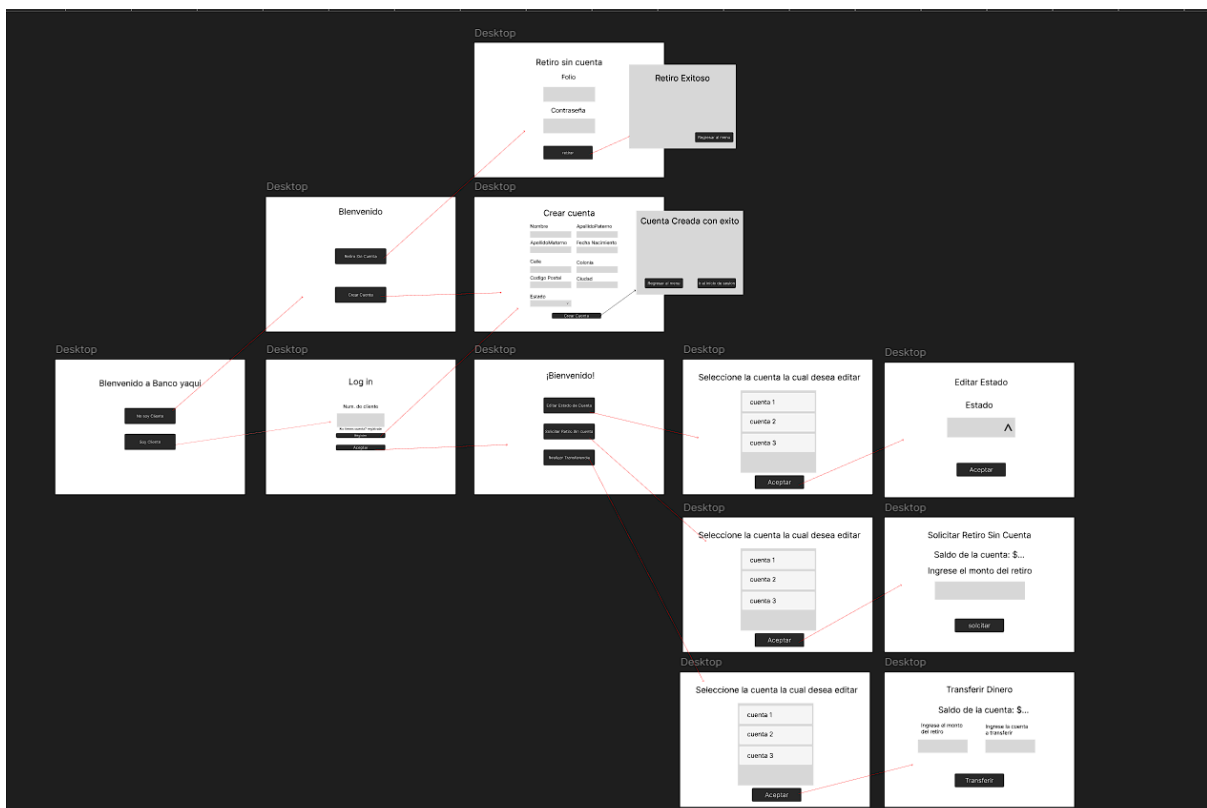 Desktop
Retiro sin cuenta
Folio
Contraseña
retirar
Retiro Exitoso
Regresar al menu
Desktop
BIenvenido
Retiro Sin Cuenta
Crear Cuenta
Desktop
Crear cuenta
Nombre
ApellidoPaterno
ApellidoMaterno
Fecha Nacimiento
Calle
Colonia
Codigo Postal
Ciudad
Estado
Crear Cuenta
Cuenta Creada con exito
Regresar al menu
Ir al inicio de sesion
Desktop
BIenvenido a Banco yaqui
No soy Cliente
Soy Cliente
Desktop
Log in
Num. de cliente
Aceptar
Desktop
¡Bienvenido!
Editar Estado de Cuenta
Solicitar Retiro Sin Cuenta
Realizar Transferencia
Desktop
Seleccione la cuenta la cual desea editar
cuenta 1
cuenta 2
cuenta 3
Aceptar
Desktop
Editar Estado
Estado
Aceptar
Desktop
Seleccione la cuenta la cual desea editar
cuenta 1
cuenta 2
cuenta 3
Aceptar
Desktop
Solicitar Retiro Sin Cuenta
Saldo de la cuenta: $...
Ingrese el monto del retiro
solcitar
Desktop
Seleccione la cuenta la cual desea editar
cuenta 1
cuenta 2
cuenta 3
Aceptar
Desktop
Transferir Dinero
Saldo de la cuenta: $...
Ingrese el monto
del retiro
Ingrese la cuenta
a transferir
Transferir